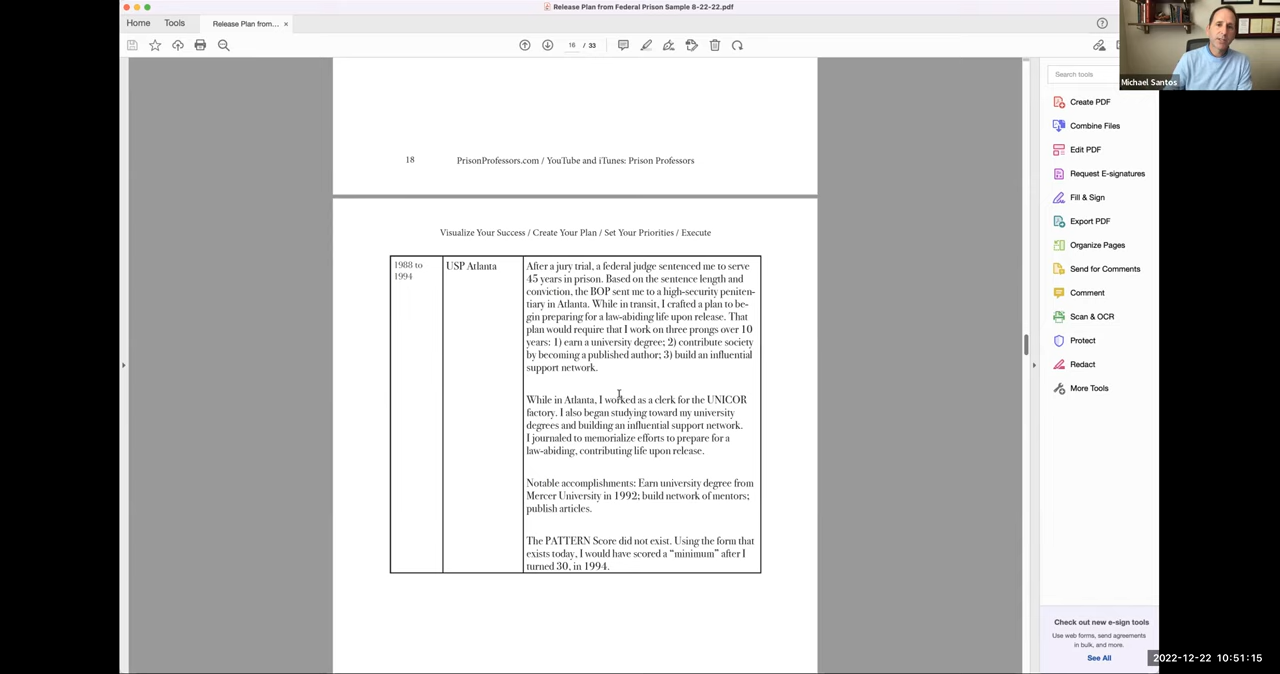 Release Plan from Federal Prison Sample 8-22-22.pdf
Home
Tools
Release Plan from... ×
16 / 33
Michael Santos
Search tools
Create PDF
Combine Files
Edit PDF
Request E-signatures
Fill & Sign
Export PDF
Organize Pages
Send for Comments
Comment
Scan & OCR
Protect
Redact
More Tools
18 PrisonProfessors.com / YouTube and iTunes: Prison Professors
Visualize Your Success / Create Your Plan / Set Your Priorities / Execute
1988 to
1994
USP Atlanta
After a jury trial, a federal judge sentenced me to serve
45 years in prison. Based on the sentence length and
conviction, the BOP sent me to a high-security peniten-
tiary in Atlanta. While in transit, I crafted a plan to be-
gin preparing for a law-abiding life upon release. That
plan would require that I work on three prongs over 10
years: 1) earn a university degree; 2) contribute society
by becoming a published author; 3) build an influential
support network.
While in Atlanta, I worked as a clerk for the UNICOR
factory. I also began studying toward my university
degrees and building an influential support network.
I journaled to memorialize efforts to prepare for a
law-abiding, contributing life upon release.
Notable accomplishments: Earn university degree from
Mercer University in 1992; build network of mentors;
publish articles.
The PATTERN Score did not exist. Using the form that
exists today, I would have scored a “minimum” after I
turned 30, in 1994.
Check out new e-sign tools
Use web forms, send agreements
in bulk, and more.
See All
2022-12-22 10:51:15